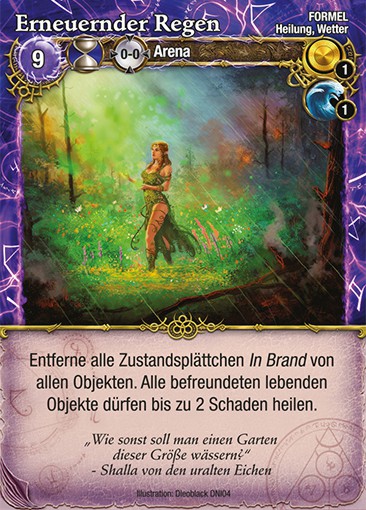 Erneuernder Regen
FORMEL
Heilung, Wetter
9
0-0
Arena
1
1
Entferne alle Zustandsplättchen In Brand von
allen Objekten. Alle befreundeten lebenden
Objekte dürfen bis zu 2 Schaden heilen.
„Wie sonst soll man einen Garten
dieser Größe wässern?“
- Shalla von den uralten Eichen
Illustration: Dleoblack DNI04